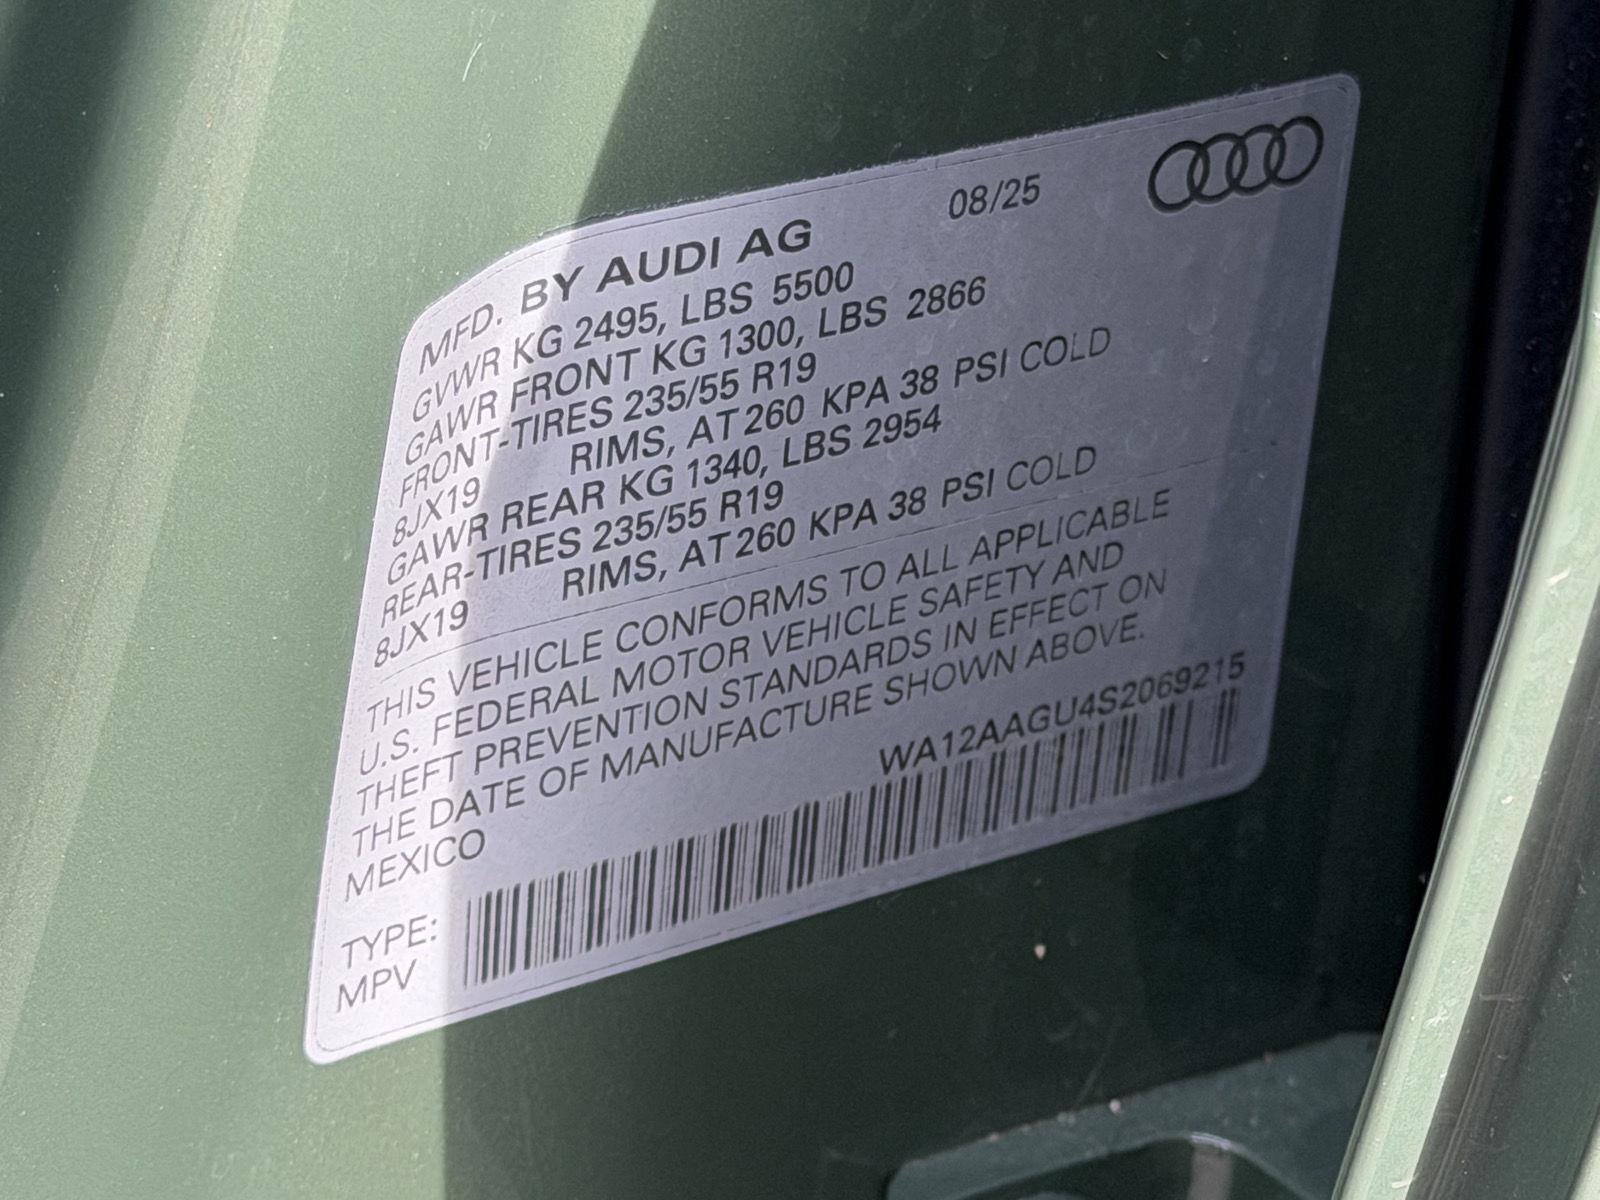 08/25
MFD. BY AUDI AG
GVWR KG 2495, LBS 5500
GAWR FRONT KG 1300, LBS 2866
FRONT-TIRES 235/55 R19
8JX19 RIMS, AT 260 KPA 38 PSI COLD
GAWR REAR KG 1340, LBS 2954
REAR-TIRES 235/55 R19
8JX19 RIMS, AT 260 KPA 38 PSI COLD
THIS VEHICLE CONFORMS TO ALL APPLICABLE
U.S. FEDERAL MOTOR VEHICLE SAFETY AND
THEFT PREVENTION STANDARDS IN EFFECT ON
THE DATE OF MANUFACTURE SHOWN ABOVE.
MEXICO
WA12AAGU4S2069215
TYPE:
MPV